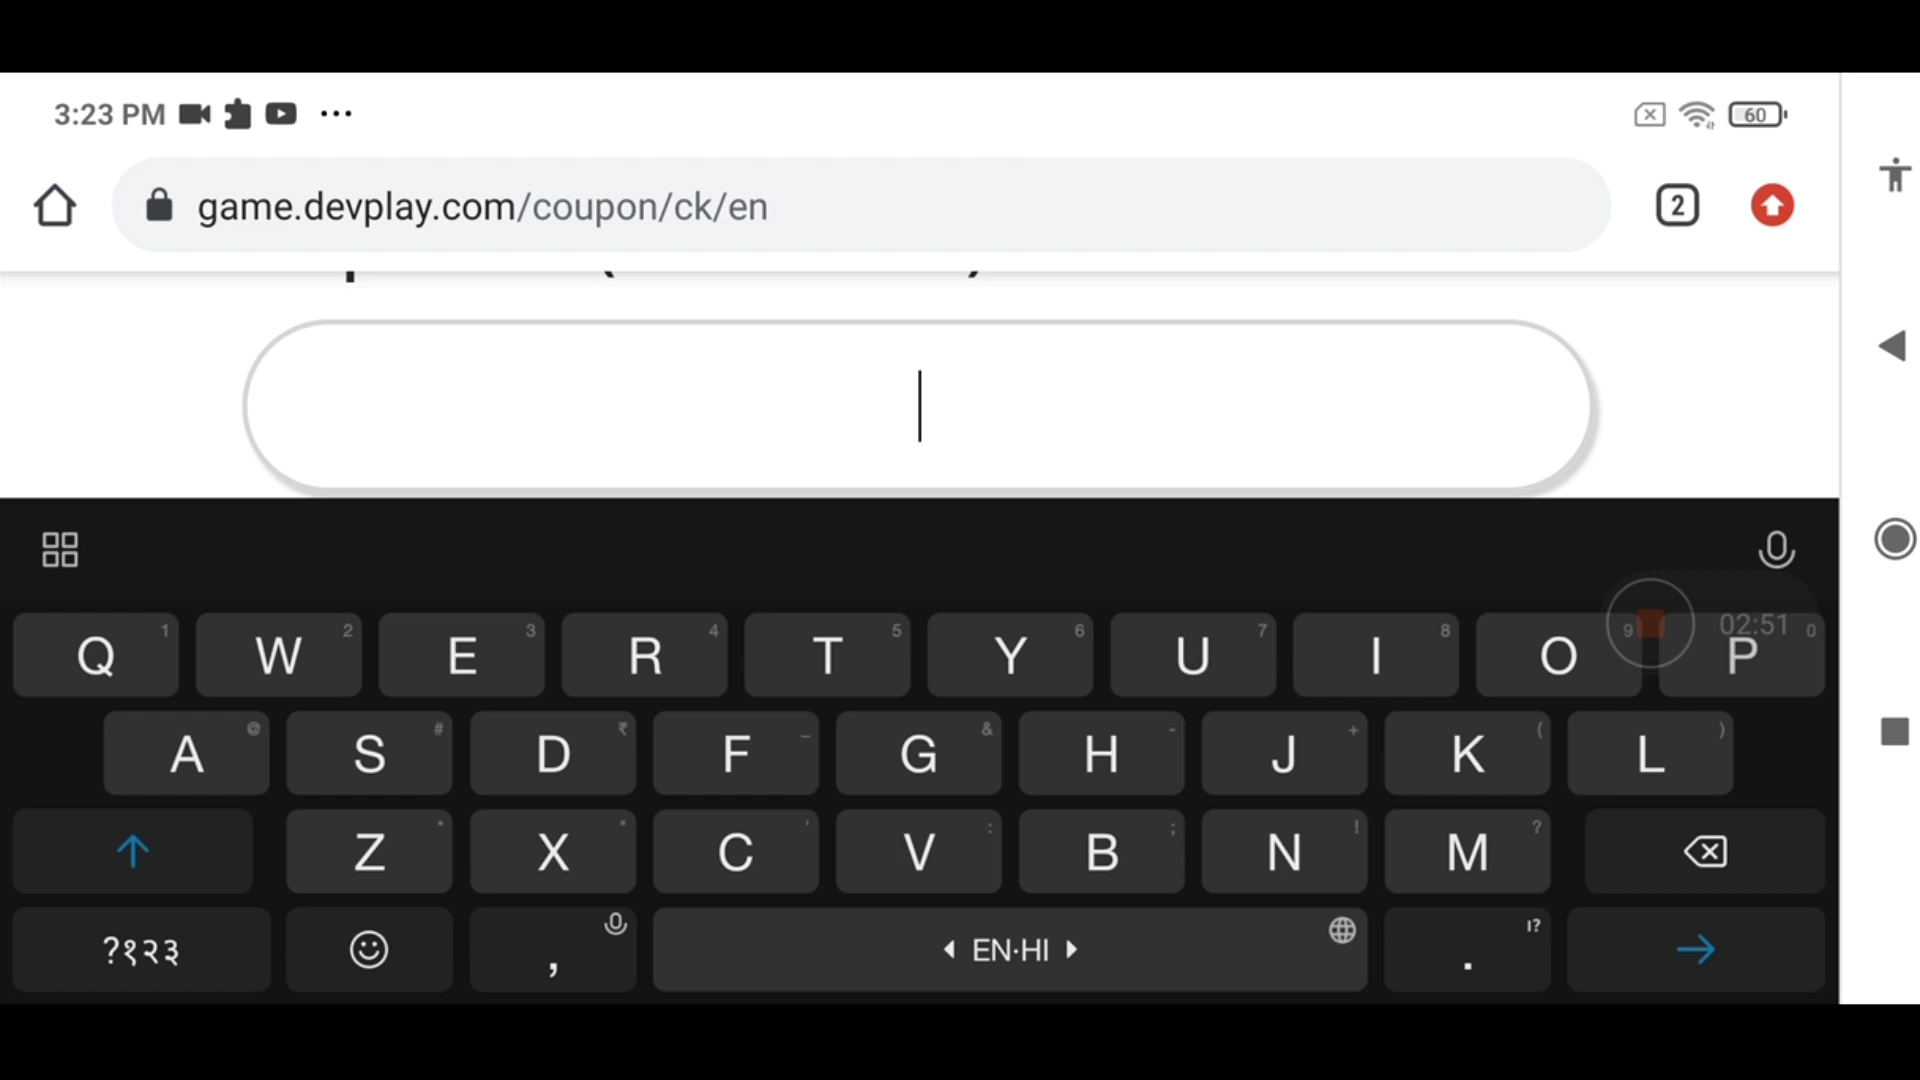 3:23 PM ...
60
game.devplay.com/coupon/ck/en
2
02:51
Q 1 W 2 E 3 R 4 T 5 Y 6 U 7 I 8 O 9 P 0
A @ S # D ₹ F _ G & H - J + K ( L )
Z X C ' V : B ; N ! M ?
?१२३ , EN·HI . !?